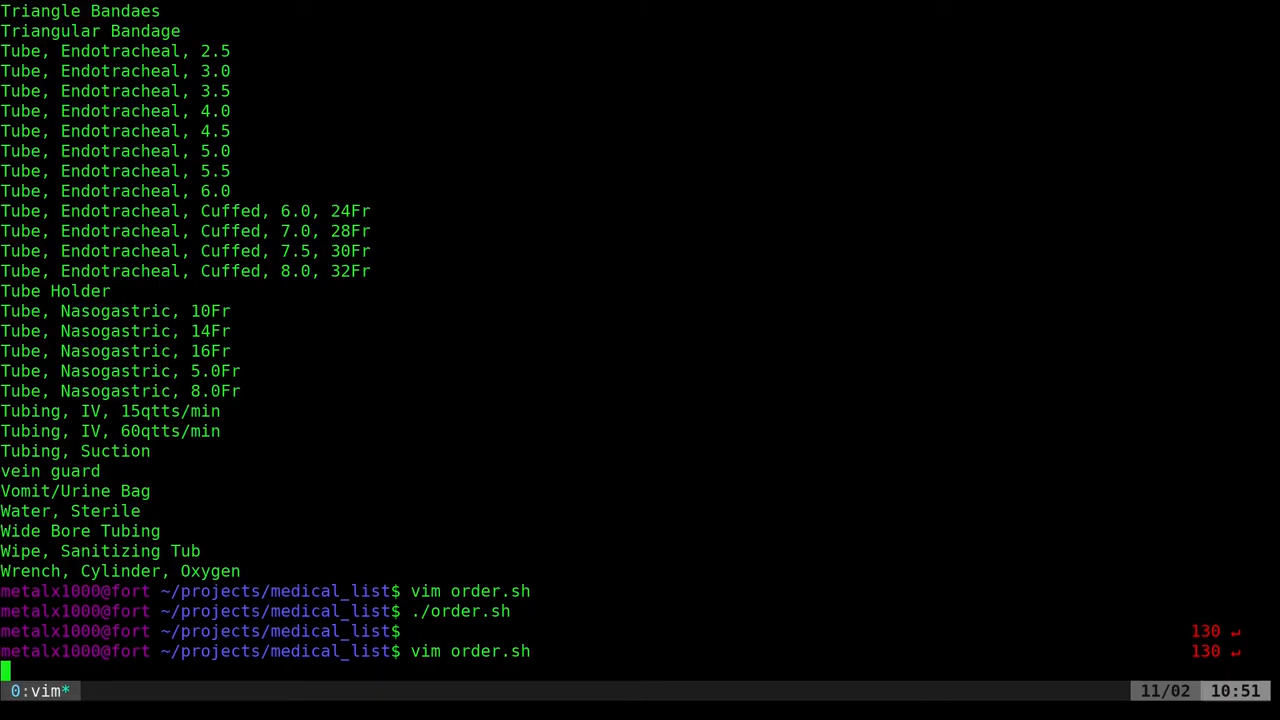 Triangle Bandaes
Triangular Bandage
Tube, Endotracheal, 2.5
Tube, Endotracheal, 3.0
Tube, Endotracheal, 3.5
Tube, Endotracheal, 4.0
Tube, Endotracheal, 4.5
Tube, Endotracheal, 5.0
Tube, Endotracheal, 5.5
Tube, Endotracheal, 6.0
Tube, Endotracheal, Cuffed, 6.0, 24Fr
Tube, Endotracheal, Cuffed, 7.0, 28Fr
Tube, Endotracheal, Cuffed, 7.5, 30Fr
Tube, Endotracheal, Cuffed, 8.0, 32Fr
Tube Holder
Tube, Nasogastric, 10Fr
Tube, Nasogastric, 14Fr
Tube, Nasogastric, 16Fr
Tube, Nasogastric, 5.0Fr
Tube, Nasogastric, 8.0Fr
Tubing, IV, 15qtts/min
Tubing, IV, 60qtts/min
Tubing, Suction
vein guard
Vomit/Urine Bag
Water, Sterile
Wide Bore Tubing
Wipe, Sanitizing Tub
Wrench, Cylinder, Oxygen
metalx1000@fort ~/projects/medical_list$ vim order.sh
metalx1000@fort ~/projects/medical_list$ ./order.sh
metalx1000@fort ~/projects/medical_list$ 130 ↵
metalx1000@fort ~/projects/medical_list$ vim order.sh 130 ↵
0:vim* 11/02 10:51